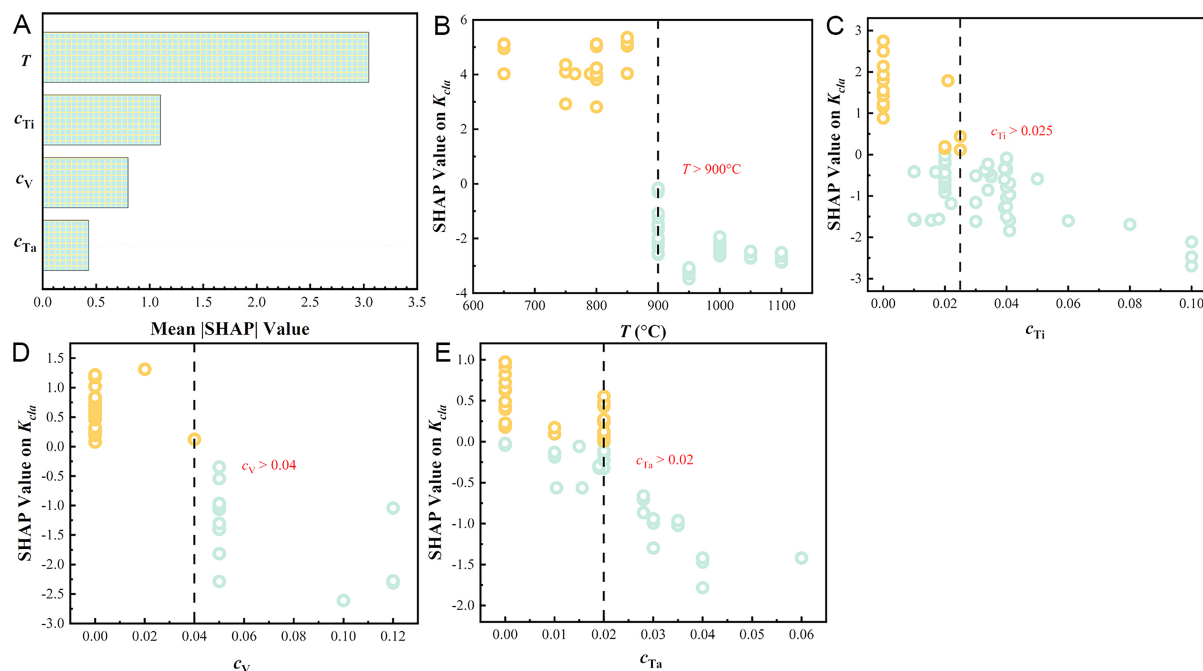 A
T
cTi
cV
cTa
0.0 0.5 1.0 1.5 2.0 2.5 3.0 3.5
Mean |SHAP| Value
B
SHAP Value on Kcla
6
5
4
3
2
1
0
-1
-2
-3
-4
T > 900°C
600 700 800 900 1000 1100
T (°C)
C
SHAP Value on Kcla
3
2
1
0
-1
-2
-3
cTi > 0.025
0.00 0.02 0.04 0.06 0.08 0.10
cTi
D
SHAP Value on Kcla
1.5
1.0
0.5
0.0
-0.5
-1.0
-1.5
-2.0
-2.5
-3.0
cV > 0.04
0.00 0.02 0.04 0.06 0.08 0.10 0.12
cV
E
SHAP Value on Kcla
1.0
0.5
0.0
-0.5
-1.0
-1.5
-2.0
cTa > 0.02
0.00 0.01 0.02 0.03 0.04 0.05 0.06
cTa